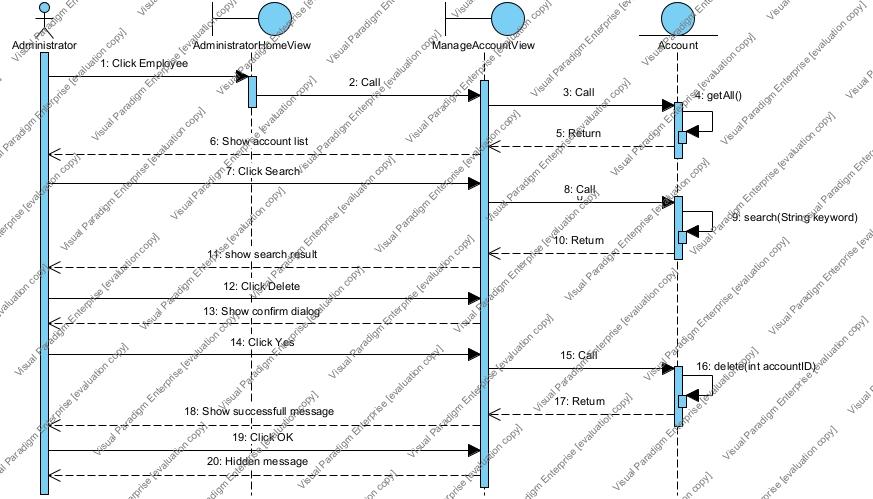 Administrator
AdministratorHomeView
ManageAccountView
Account
1: Click Employee
2: Call
3: Call
4: getAll()
5: Return
6: Show account list
7: Click Search
8: Call
9: search(String keyword)
10: Return
11: show search result
12: Click Delete
13: Show confirm dialog
14: Click Yes
15: Call
16: delete(int accountID)
17: Return
18: Show successfull message
19: Click OK
20: Hidden message
Visual Paradigm Enterprise [evaluation copy]